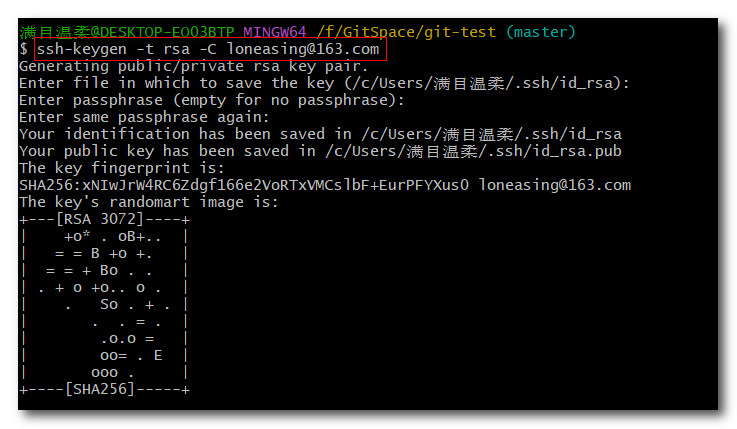 满目温柔@DESKTOP-EOO3BTP MINGW64 /f/GitSpace/git-test (master)
$ ssh-keygen -t rsa -C loneasing@163.com
Generating public/private rsa key pair.
Enter file in which to save the key (/c/Users/满目温柔/.ssh/id_rsa):
Enter passphrase (empty for no passphrase):
Enter same passphrase again:
Your identification has been saved in /c/Users/满目温柔/.ssh/id_rsa
Your public key has been saved in /c/Users/满目温柔/.ssh/id_rsa.pub
The key fingerprint is:
SHA256:xNIwJrW4RC6Zdgf166e2VoRTxVMCslbF+EurPFYXus0 loneasing@163.com
The key's randomart image is:
+---[RSA 3072]----+
|    +o* . oB+..  |
|   = = B +o +.   |
|  = = + Bo . .   |
| . + o +o.. o .  |
|    .   So . + . |
|       .  . = .  |
|        .o.o =   |
|        oo= . E  |
|       ooo .     |
+----[SHA256]-----+